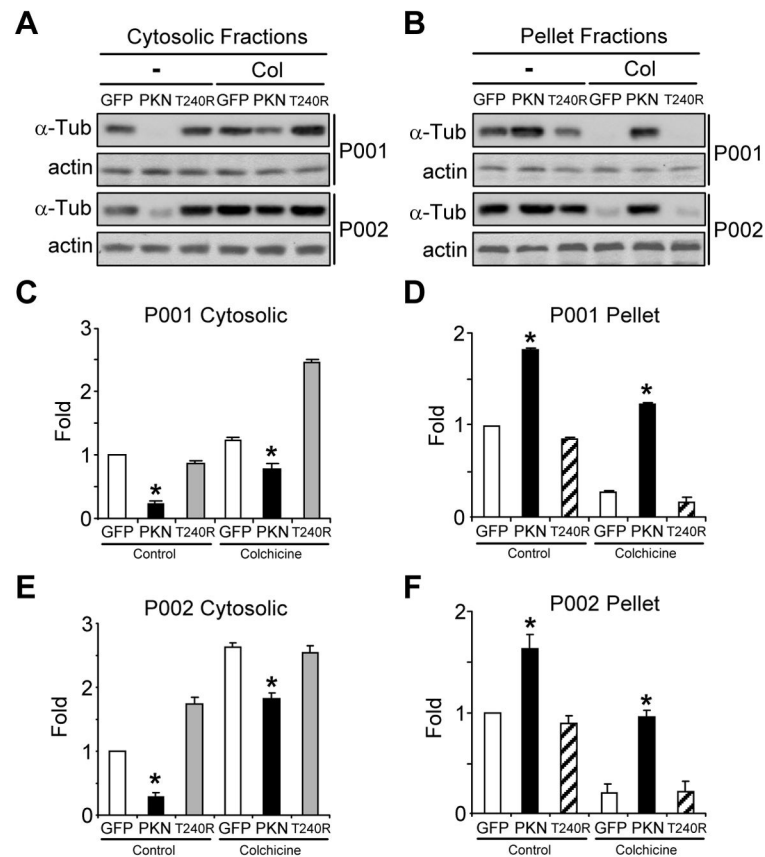 A
Cytosolic Fractions
- Col
GFP PKN T240R GFP PKN T240R
α-Tub
actin
P001
α-Tub
actin
P002
B
Pellet Fractions
- Col
GFP PKN T240R GFP PKN T240R
α-Tub
actin
P001
α-Tub
actin
P002
C
P001 Cytosolic
Fold
3
2
1
0
*
*
GFP PKN T240R GFP PKN T240R
Control Colchicine
D
P001 Pellet
Fold
2
1
0
*
*
GFP PKN T240R GFP PKN T240R
Control Colchicine
E
P002 Cytosolic
Fold
3
2
1
0
*
*
GFP PKN T240R GFP PKN T240R
Control Colchicine
F
P002 Pellet
Fold
2
1
0
*
*
GFP PKN T240R GFP PKN T240R
Control Colchicine